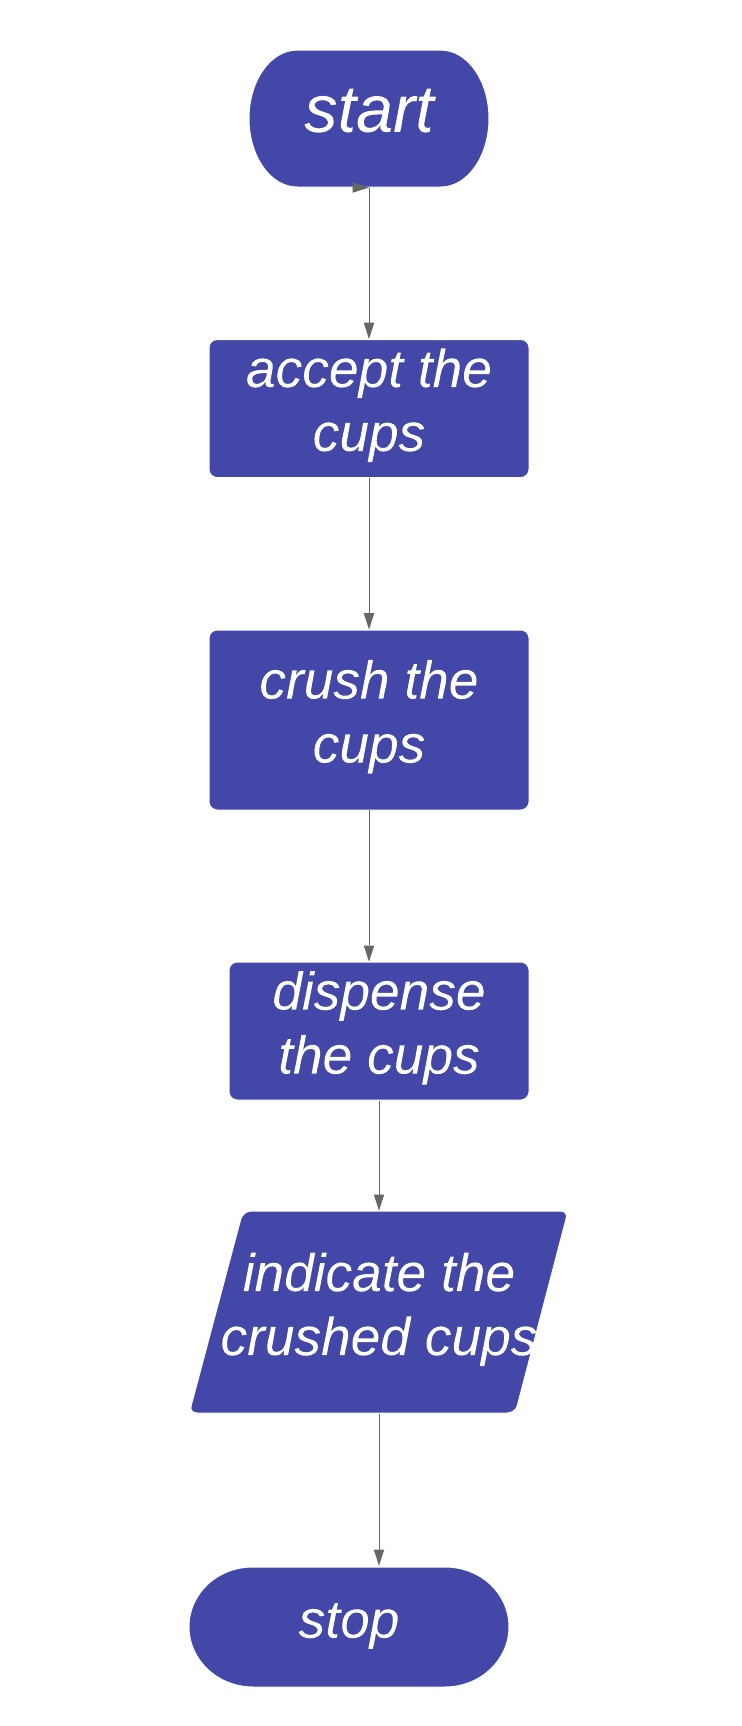 start
accept the
cups
crush the
cups
dispense
the cups
indicate the
crushed cups
stop